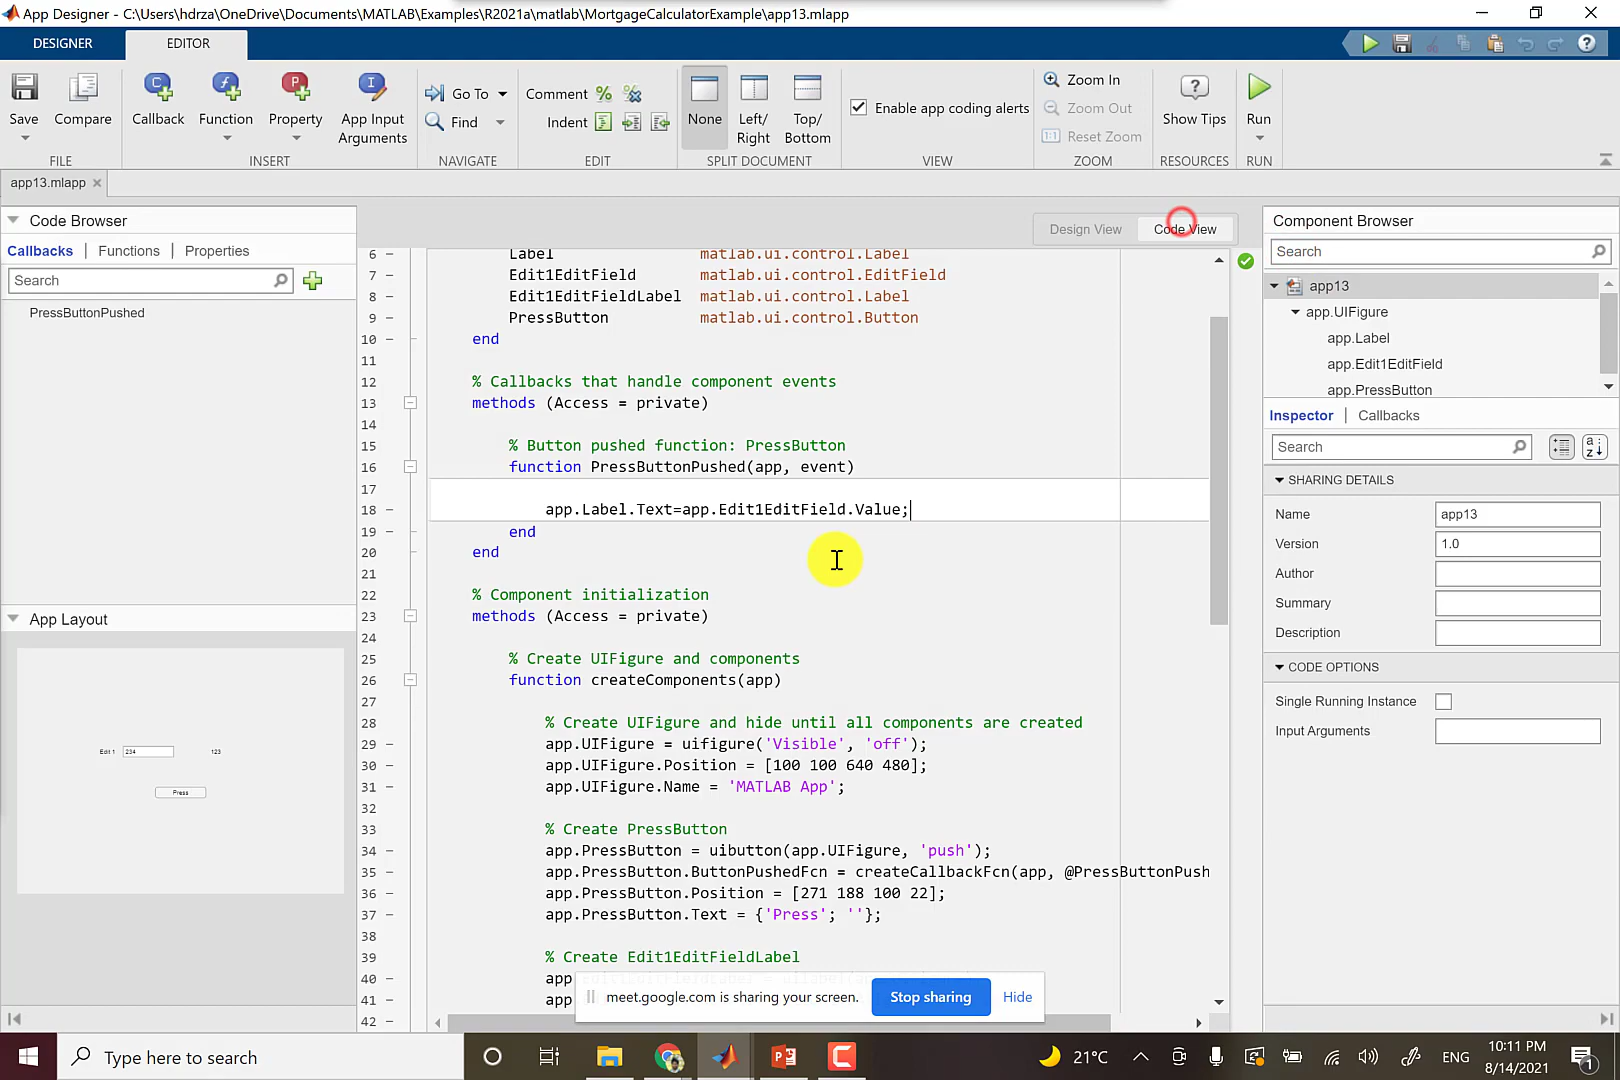 App Designer - C:\Users\hdrza\OneDrive\Documents\MATLAB\Examples\R2021a\matlab\MortgageCalculatorExample\app13.mlapp
DESIGNER
EDITOR
Save
Compare
Callback
Function
Property
App Input
Arguments
Go To
Find
Comment
Indent
None
Left/
Right
Top/
Bottom
Enable app coding alerts
Zoom In
Zoom Out
Reset Zoom
Show Tips
Run
FILE
INSERT
NAVIGATE
EDIT
SPLIT DOCUMENT
VIEW
ZOOM
RESOURCES
RUN
app13.mlapp
Code Browser
Callbacks | Functions | Properties
Search
PressButtonPushed
App Layout
Edit 1 234 123
Press
Design View
Code View
6 Label matlab.ui.control.Label
7 Edit1EditField matlab.ui.control.EditField
8 Edit1EditFieldLabel matlab.ui.control.Label
9 PressButton matlab.ui.control.Button
10 end
11
12 % Callbacks that handle component events
13 methods (Access = private)
14
15 % Button pushed function: PressButton
16 function PressButtonPushed(app, event)
17
18 app.Label.Text=app.Edit1EditField.Value;
19 end
20 end
21
22 % Component initialization
23 methods (Access = private)
24
25 % Create UIFigure and components
26 function createComponents(app)
27
28 % Create UIFigure and hide until all components are created
29 app.UIFigure = uifigure('Visible', 'off');
30 app.UIFigure.Position = [100 100 640 480];
31 app.UIFigure.Name = 'MATLAB App';
32
33 % Create PressButton
34 app.PressButton = uibutton(app.UIFigure, 'push');
35 app.PressButton.ButtonPushedFcn = createCallbackFcn(app, @PressButtonPush
36 app.PressButton.Position = [271 188 100 22];
37 app.PressButton.Text = {'Press'; ''};
38
39 % Create Edit1EditFieldLabel
40 app
41 app
42
meet.google.com is sharing your screen.
Stop sharing
Hide
Component Browser
Search
app13
app.UIFigure
app.Label
app.Edit1EditField
app.PressButton
Inspector | Callbacks
Search
SHARING DETAILS
Name app13
Version 1.0
Author
Summary
Description
CODE OPTIONS
Single Running Instance
Input Arguments
Type here to search
21°C
ENG
10:11 PM
8/14/2021
1